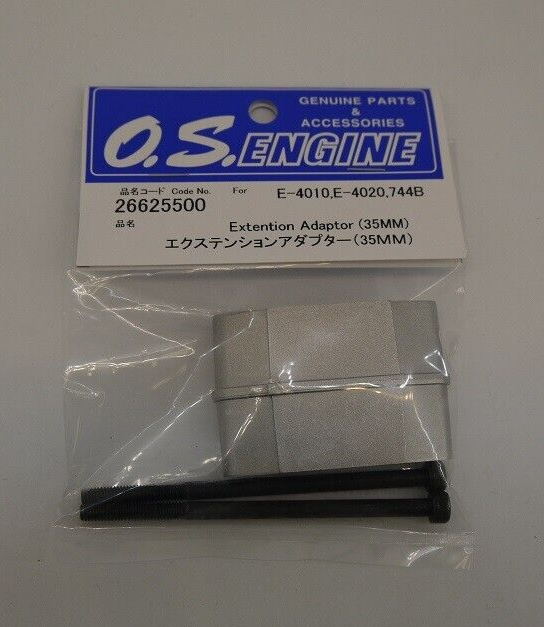 GENUINE PARTS
&
ACCESSORIES
O.S.ENGINE
品名コード Code No. For E-4010,E-4020,744B
26625500
品名 Extention Adaptor(35MM)
エクステンションアダプター(35MM)